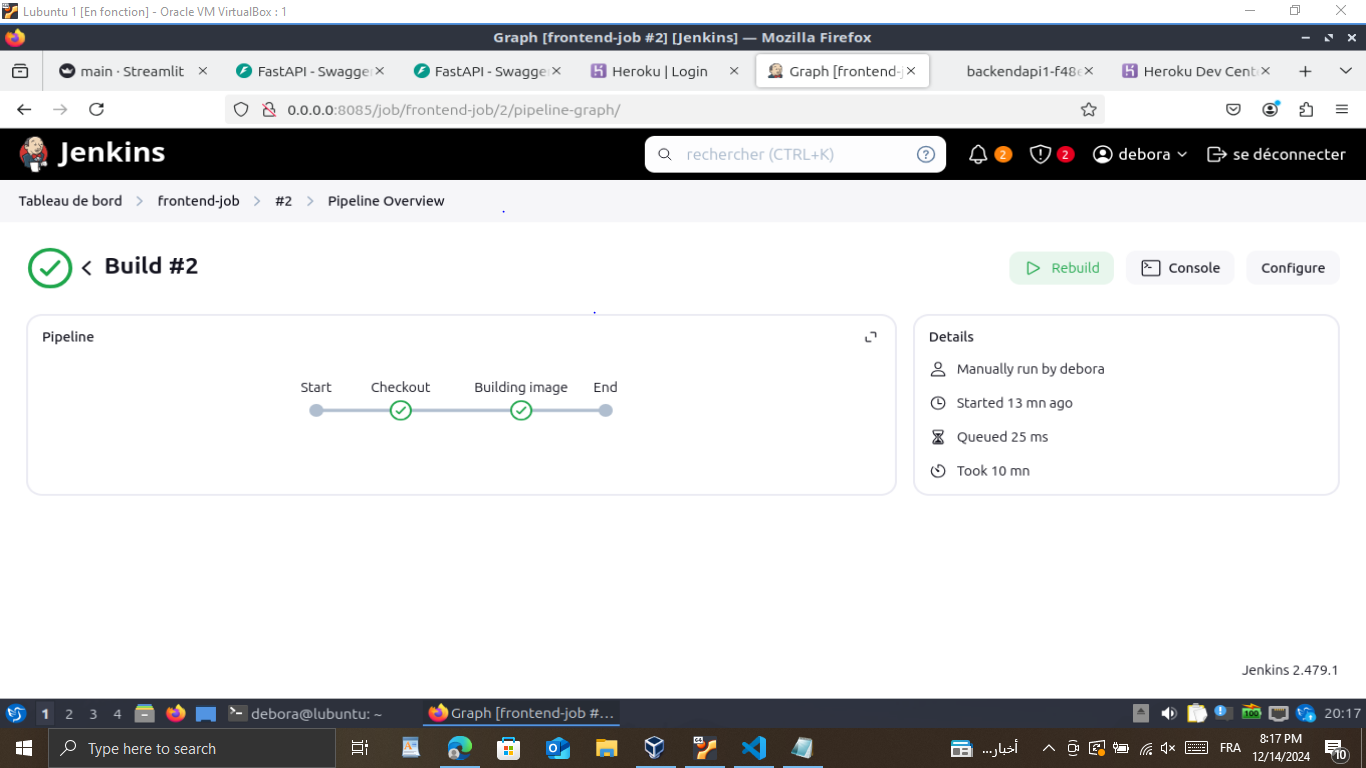 Lubuntu 1 [En fonction] - Oracle VM VirtualBox : 1
Graph [frontend-job #2] [Jenkins] — Mozilla Firefox
main · Streamlit
FastAPI - Swagge
FastAPI - Swagge
Heroku | Login
Graph [frontend-j
backendapi1-f48e
Heroku Dev Cent
0.0.0.0:8085/job/frontend-job/2/pipeline-graph/
Jenkins
rechercher (CTRL+K)
2
2
debora
se déconnecter
Tableau de bord
frontend-job
#2
Pipeline Overview
Build #2
Rebuild
Console
Configure
Pipeline
Start
Checkout
Building image
End
Details
Manually run by debora
Started 13 mn ago
Queued 25 ms
Took 10 mn
Jenkins 2.479.1
1 2 3 4
debora@lubuntu: ~
Graph [frontend-job #...
100
20:17
Type here to search
أخبار...
FRA
8:17 PM
12/14/2024
10